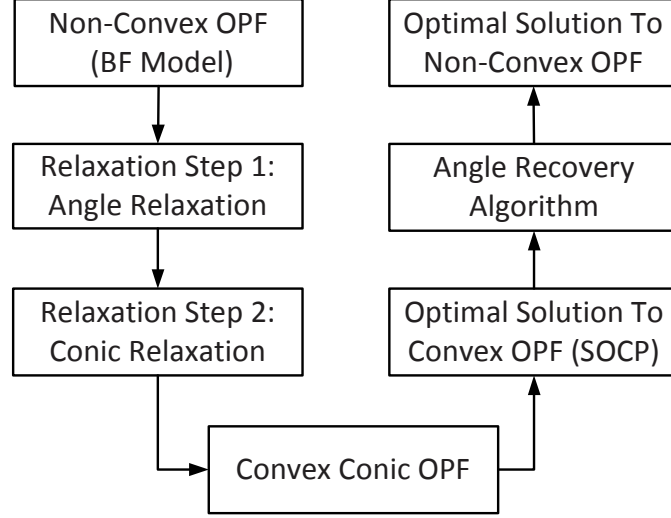 Non-Convex OPF
(BF Model)
Relaxation Step 1:
Angle Relaxation
Relaxation Step 2:
Conic Relaxation
Convex Conic OPF
Optimal Solution To
Convex OPF (SOCP)
Angle Recovery
Algorithm
Optimal Solution To
Non-Convex OPF